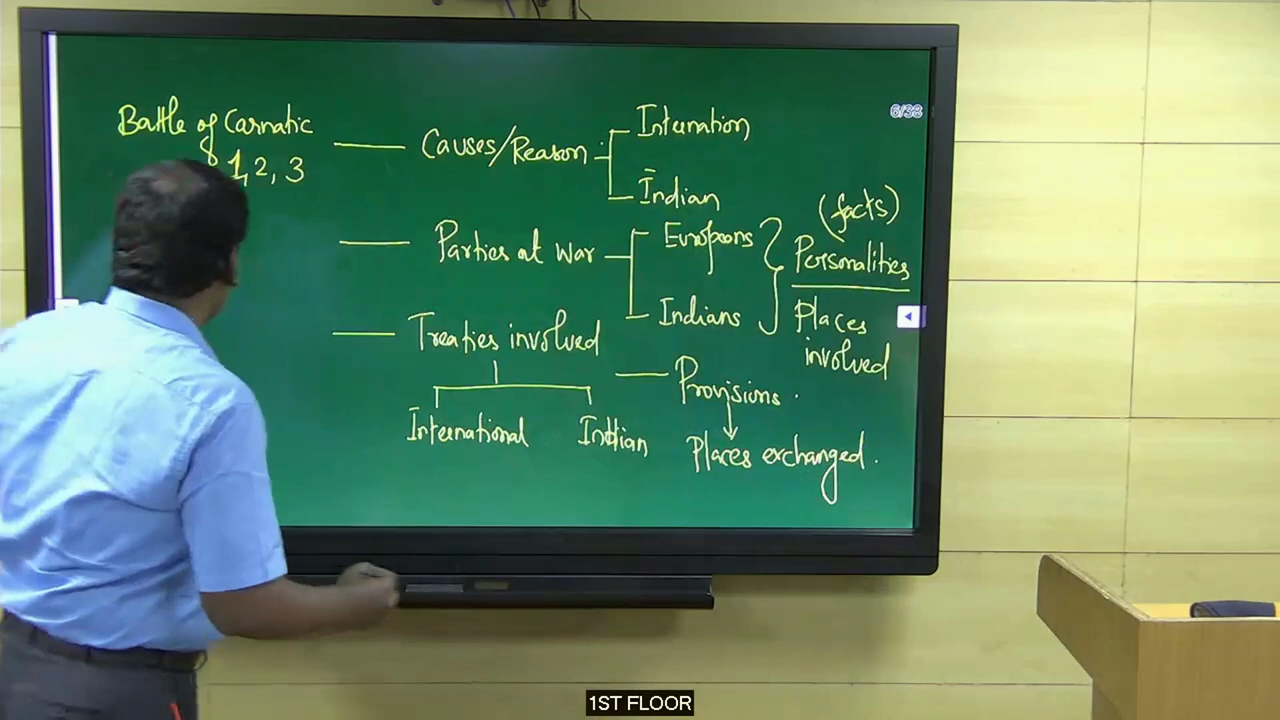 6/38
Battle of Carnatic
1, 2, 3
Causes/Reason
Internation
Indian
Parties at war
Europeans
Indians
(facts)
Personalities
Places
involved
Treaties involved
International
Indian
Provisions.
Places exchanged.
1ST FLOOR